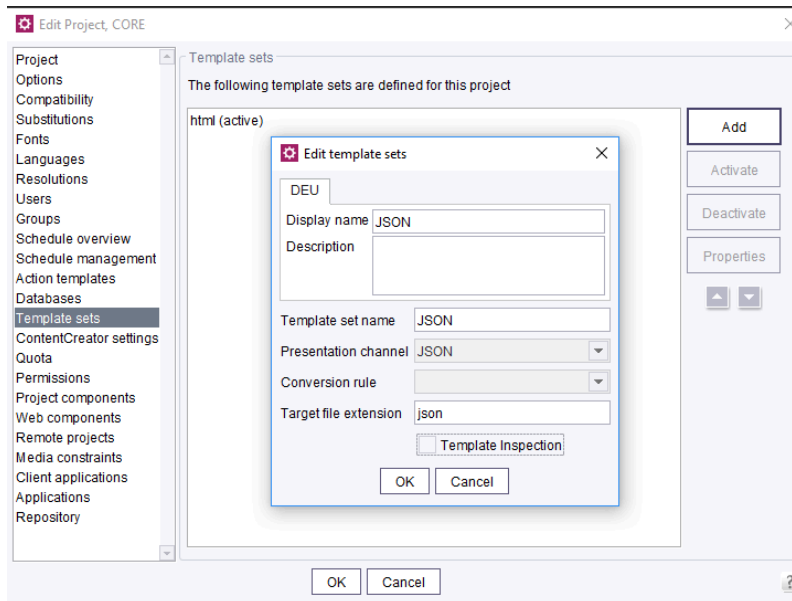 Edit Project, CORE
Project
Options
Compatibility
Substitutions
Fonts
Languages
Resolutions
Users
Groups
Schedule overview
Schedule management
Action templates
Databases
Template sets
ContentCreator settings
Quota
Permissions
Project components
Web components
Remote projects
Media constraints
Client applications
Applications
Repository
Template sets
The following template sets are defined for this project
html (active)
Add
Activate
Deactivate
Properties
Edit template sets
DEU
Display name JSON
Description
Template set name JSON
Presentation channel JSON
Conversion rule
Target file extension json
Template Inspection
OK Cancel
OK Cancel
?